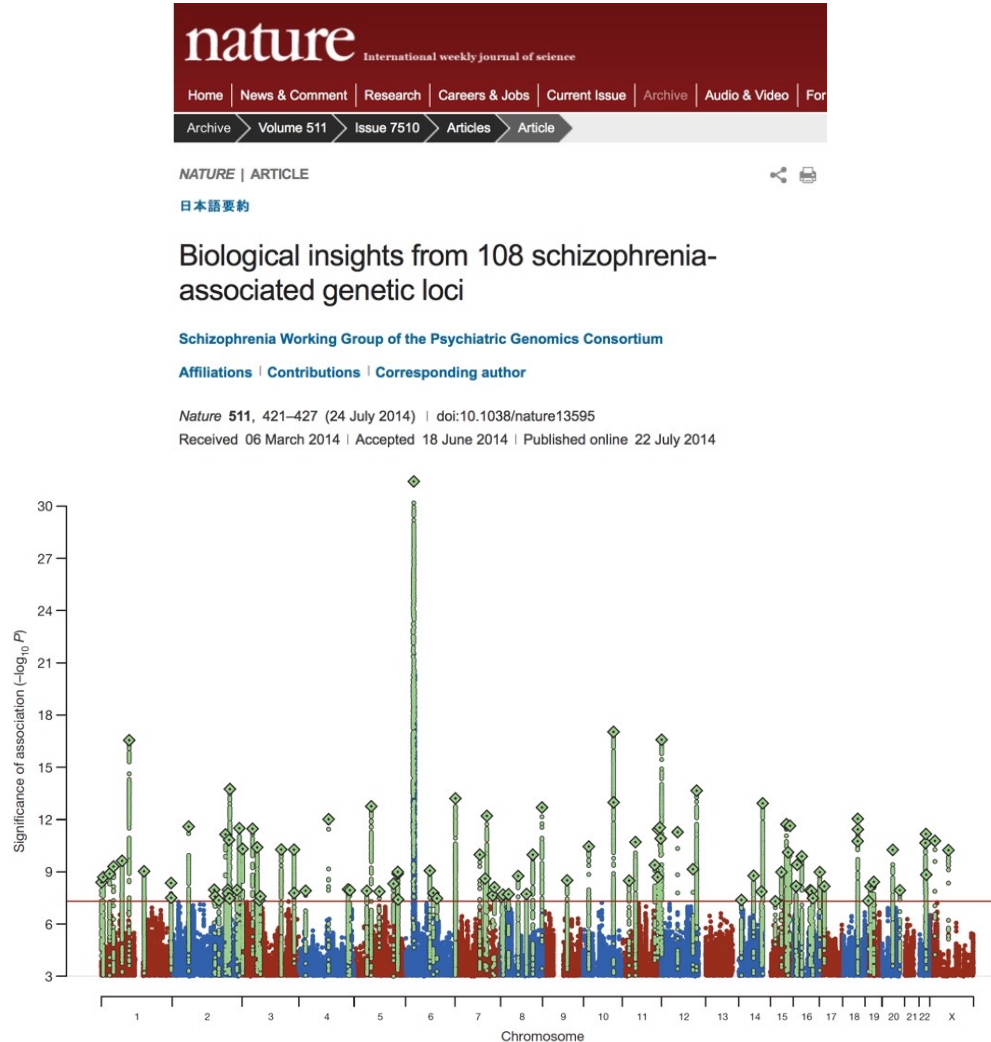 nature International weekly journal of science
Home News & Comment Research Careers & Jobs Current Issue Archive Audio & Video For
Archive Volume 511 Issue 7510 Articles Article
NATURE | ARTICLE
日本語要約
Biological insights from 108 schizophrenia-
associated genetic loci
Schizophrenia Working Group of the Psychiatric Genomics Consortium
Affiliations | Contributions | Corresponding author
Nature 511, 421–427 (24 July 2014) | doi:10.1038/nature13595
Received 06 March 2014 | Accepted 18 June 2014 | Published online 22 July 2014
Significance of association (–log10 P)
30
27
24
21
18
15
12
9
6
3
1 2 3 4 5 6 7 8 9 10 11 12 13 14 15 16 17 18 19 20 21 22 X
Chromosome